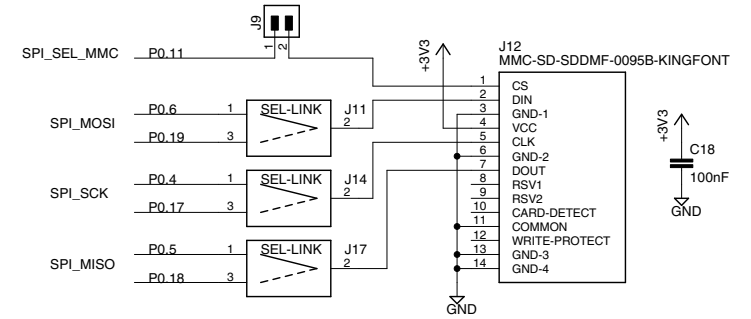 J9
1 2
SPI_SEL_MMC P0.11
+3V3
J12
MMC-SD-SDDMF-0095B-KINGFONT
SPI_MOSI
P0.6 1 SEL-LINK J11
P0.19 3 2
SPI_SCK
P0.4 1 SEL-LINK J14
P0.17 3 2
SPI_MISO
P0.5 1 SEL-LINK J17
P0.18 3 2
1 CS
2 DIN
3 GND-1
4 VCC
5 CLK
6 GND-2
7 DOUT
8 RSV1
9 RSV2
10 CARD-DETECT
11 COMMON
12 WRITE-PROTECT
13 GND-3
14 GND-4
GND
+3V3
C18
100nF
GND